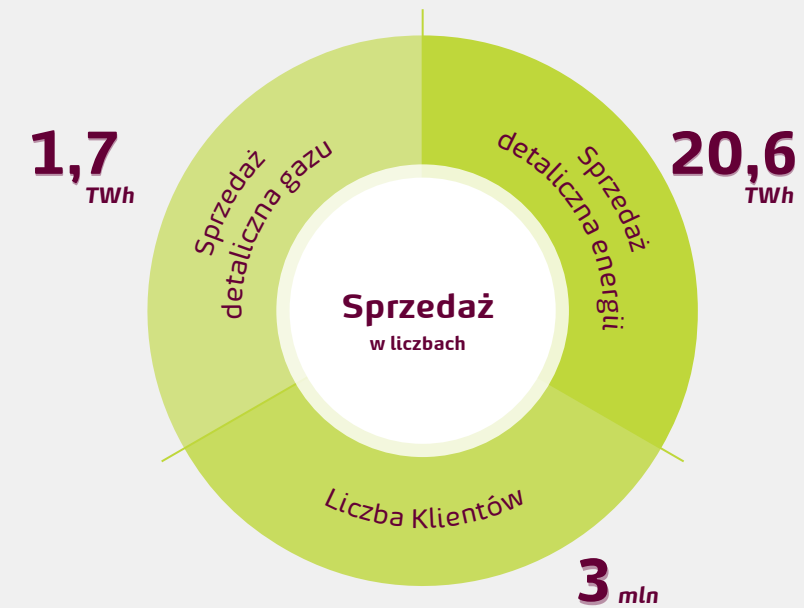 1,7
TWh
Sprzedaż
detaliczna gazu
Sprzedaż
detaliczna energii
20,6
TWh
Sprzedaż
w liczbach
Liczba Klientów
3 mln